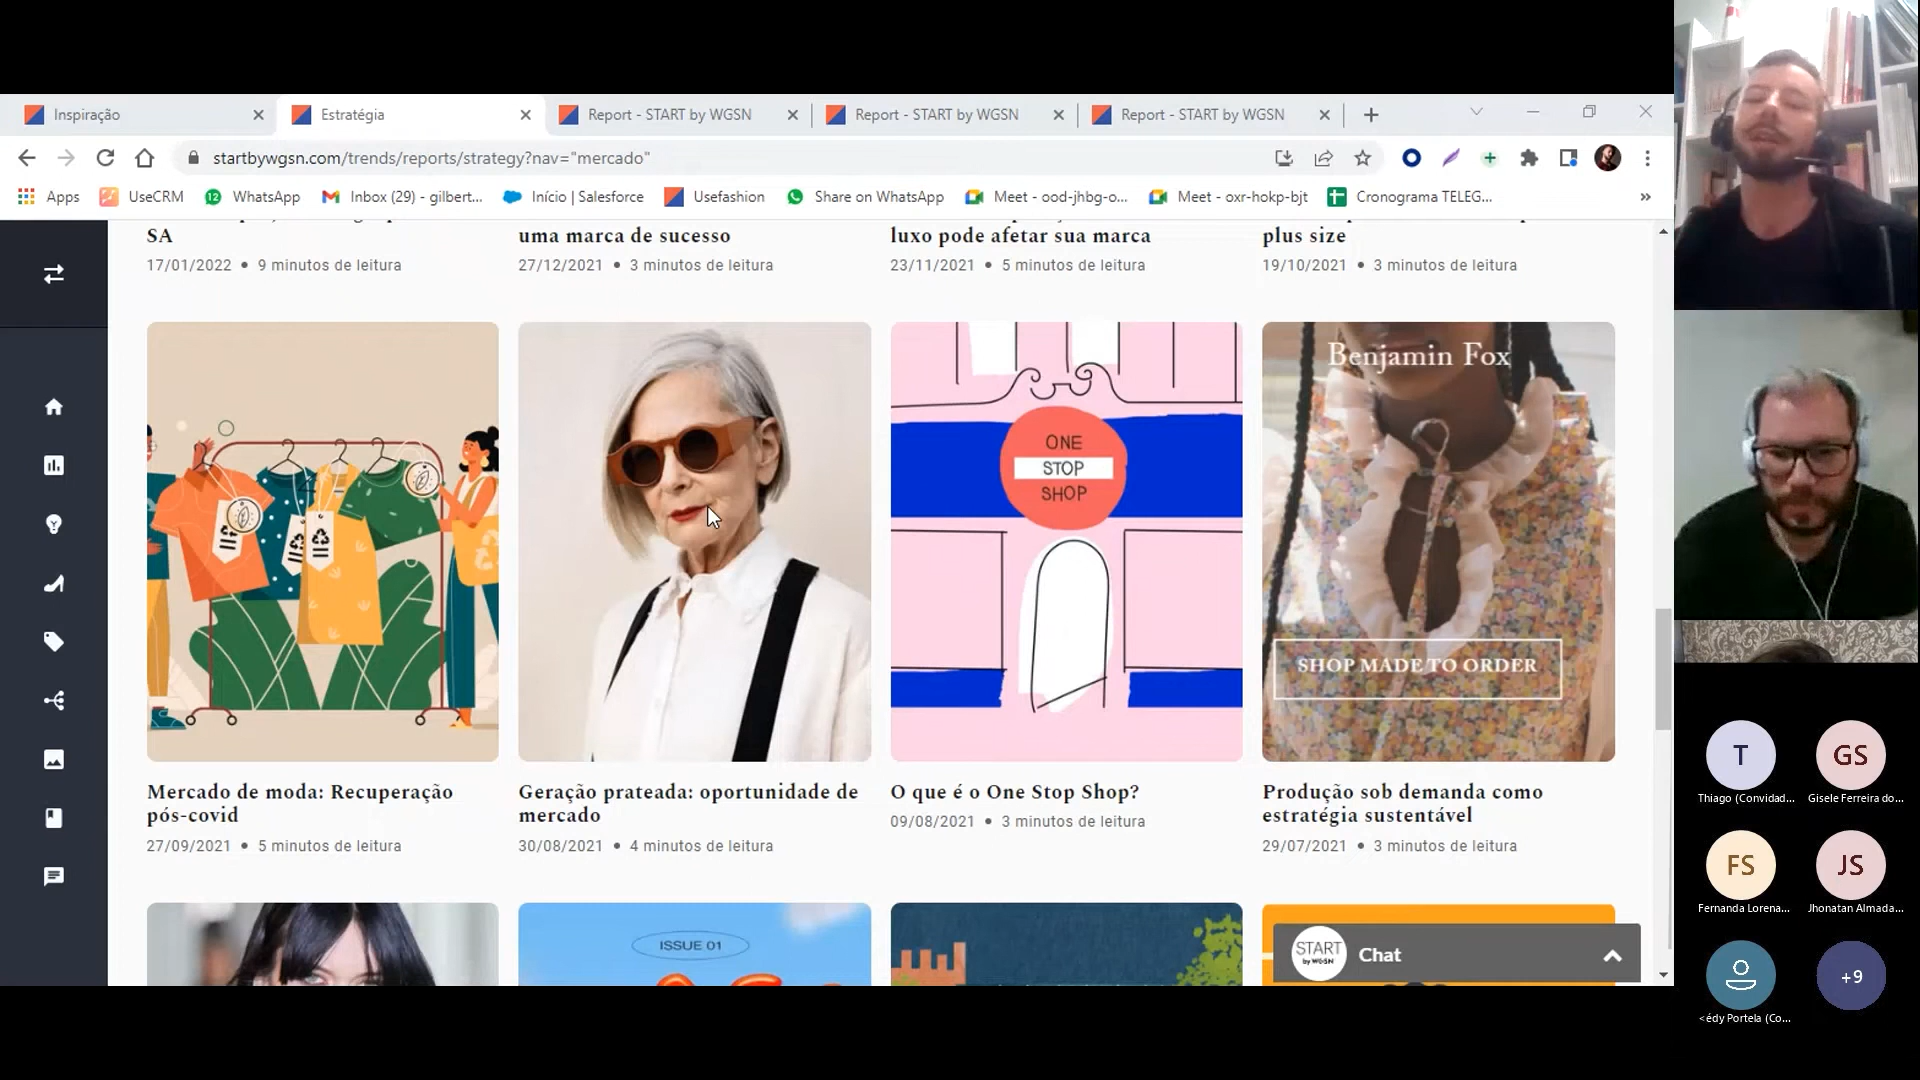 Inspiração
Estratégia
Report - START by WGSN
Report - START by WGSN
Report - START by WGSN
startbywgsn.com/trends/reports/strategy?nav="mercado"
Apps
UseCRM
12
WhatsApp
Inbox (29) - gilbert...
Início | Salesforce
Usefashion
Share on WhatsApp
Meet - ood-jhbg-o...
Meet - oxr-hokp-bjt
Cronograma TELEG...
»
SA
17/01/2022 • 9 minutos de leitura
uma marca de sucesso
27/12/2021 • 3 minutos de leitura
luxo pode afetar sua marca
23/11/2021 • 5 minutos de leitura
plus size
19/10/2021 • 3 minutos de leitura
ONE
STOP
SHOP
Benjamin Fox
SHOP MADE TO ORDER
Mercado de moda: Recuperação
pós-covid
27/09/2021 • 5 minutos de leitura
Geração prateada: oportunidade de
mercado
30/08/2021 • 4 minutos de leitura
O que é o One Stop Shop?
09/08/2021 • 3 minutos de leitura
Produção sob demanda como
estratégia sustentável
29/07/2021 • 3 minutos de leitura
ISSUE 01
START
by WGSN
Chat
T
Thiago (Convidad...
GS
Gisele Ferreira do...
FS
Fernanda Lorena...
JS
Jhonatan Almada...
<édy Portela (Co...
+9